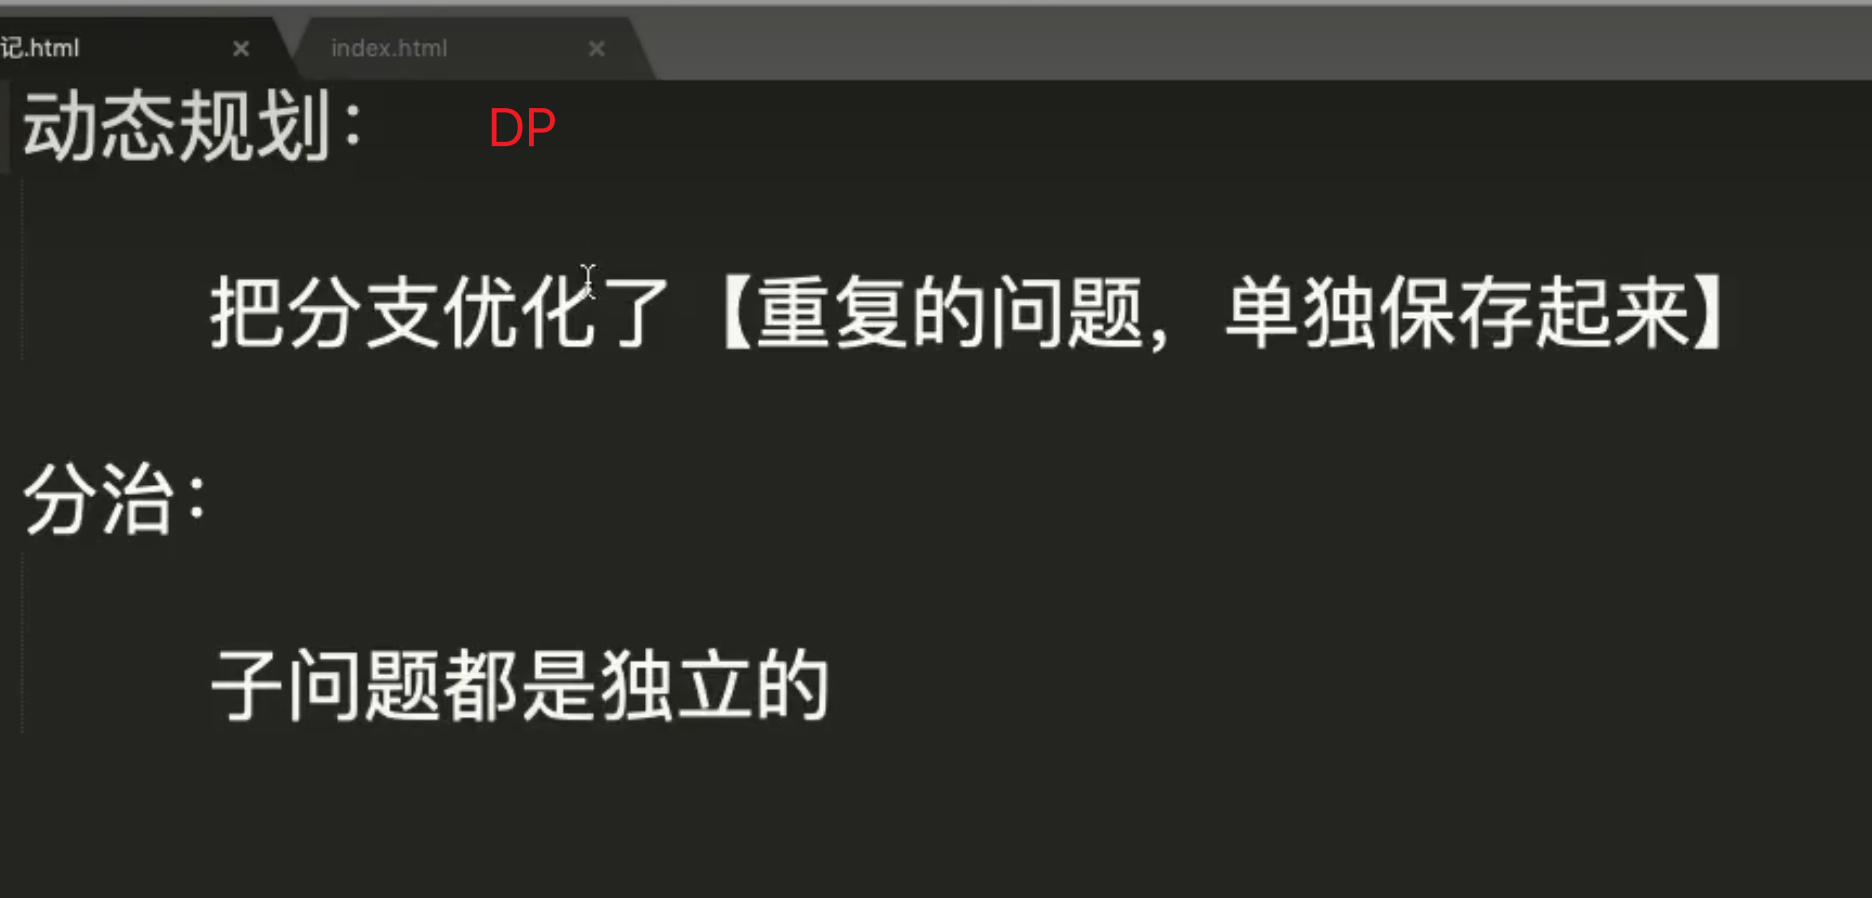 记.html × index.html ×
动态规划： DP
把分支优化了【重复的问题，单独保存起来】
分治：
子问题都是独立的